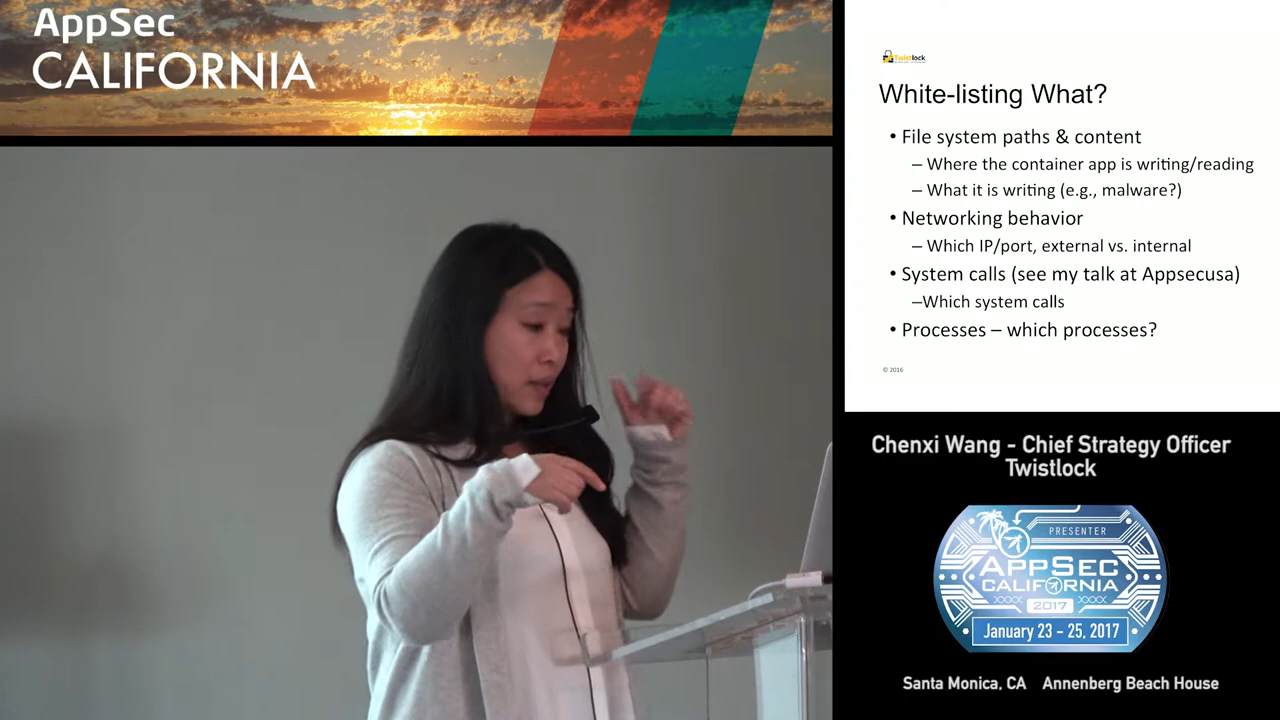 AppSec
CALIFORNIA
Twistlock
White-listing What?
• File system paths & content
– Where the container app is writing/reading
– What it is writing (e.g., malware?)
• Networking behavior
– Which IP/port, external vs. internal
• System calls (see my talk at Appsecusa)
–Which system calls
• Processes – which processes?
© 2016
Chenxi Wang - Chief Strategy Officer
Twistlock
PRESENTER
APPSEC
CALIFORNIA
2017
January 23 - 25, 2017
Santa Monica, CA Annenberg Beach House